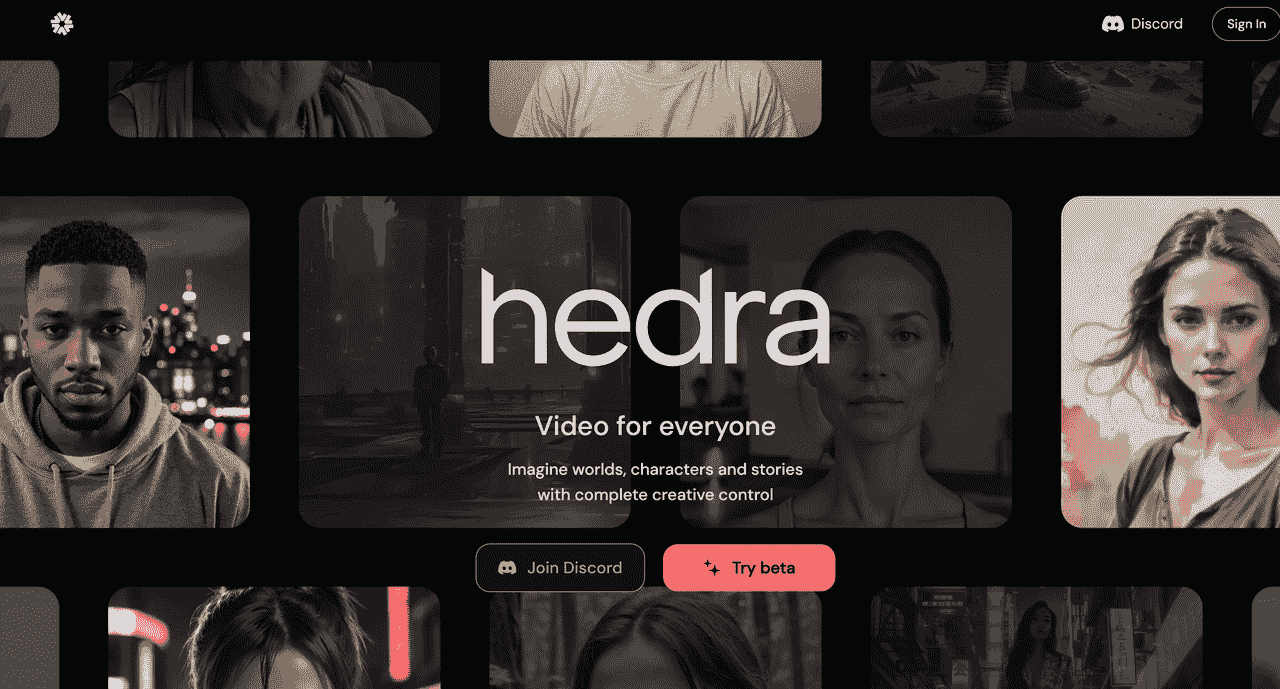 Discord
Sign In
hedra
Video for everyone
Imagine worlds, characters and stories
with complete creative control
Join Discord
Try beta